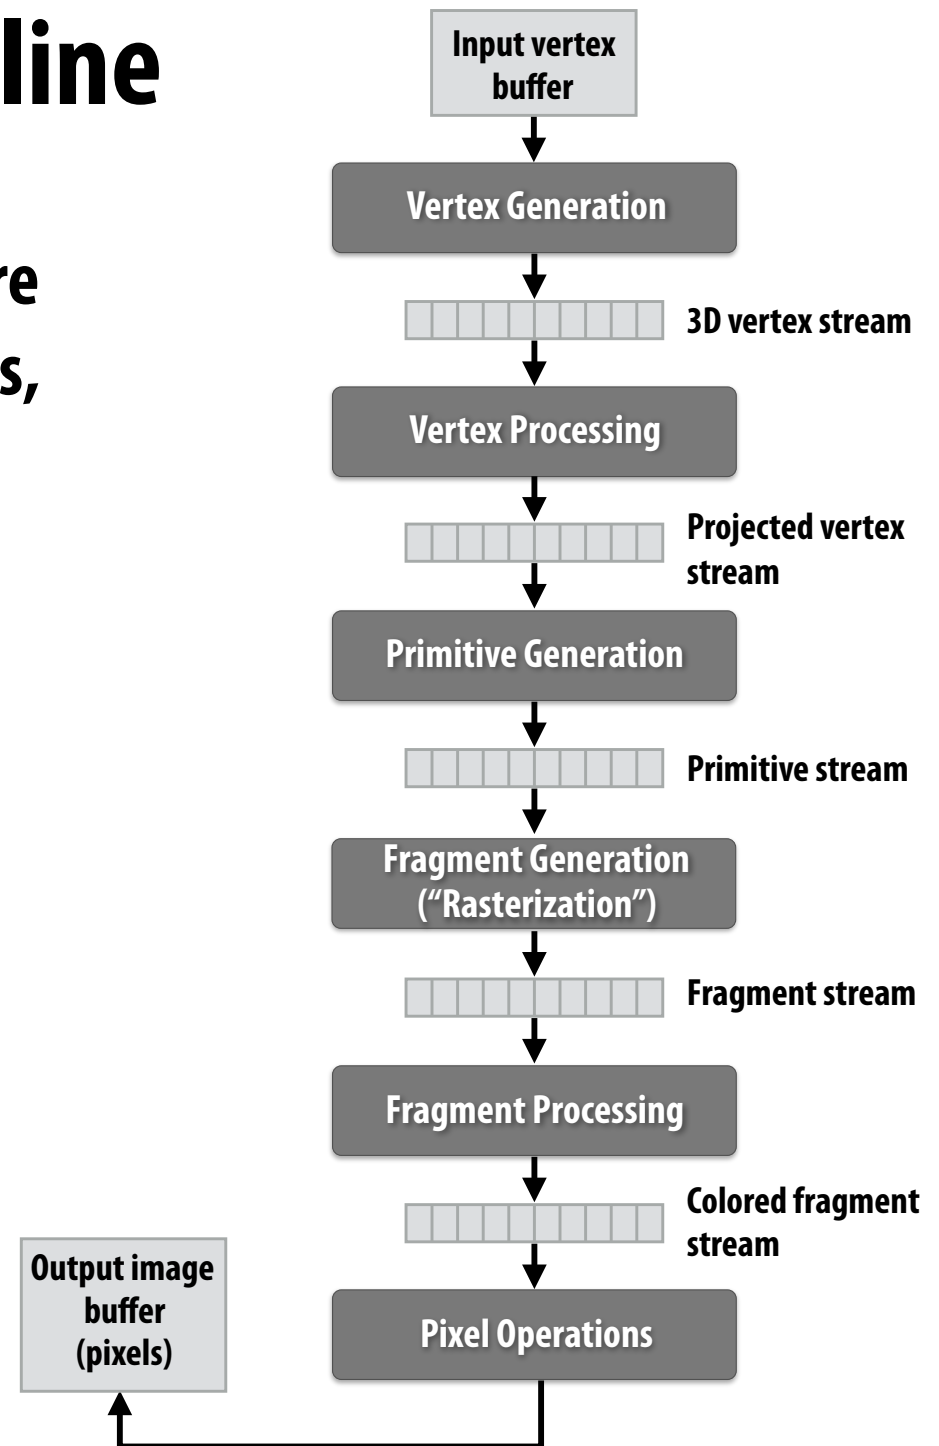 line
re
s,
Input vertex
buffer
Vertex Generation
3D vertex stream
Vertex Processing
Projected vertex
stream
Primitive Generation
Primitive stream
Fragment Generation
(“Rasterization”)
Fragment stream
Fragment Processing
Colored fragment
stream
Output image
buffer
(pixels)
Pixel Operations